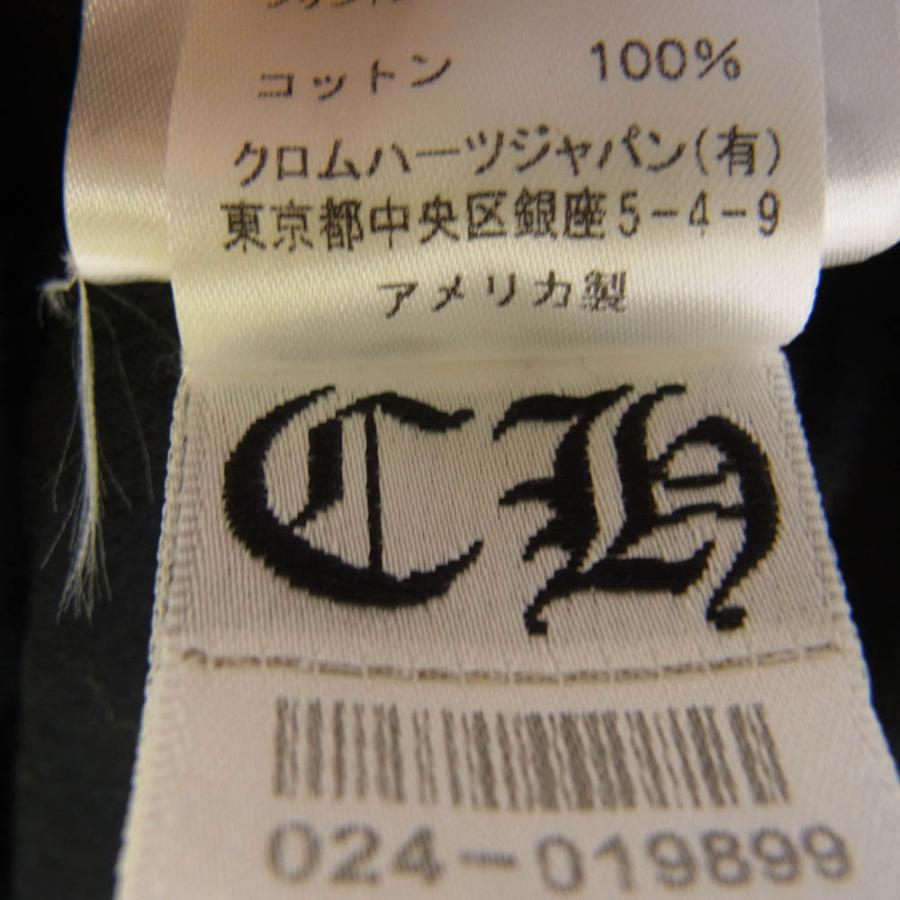 コットン 100%
クロムハーツジャパン(有)
東京都中央区銀座5-4-9
アメリカ製
CH
024-019899